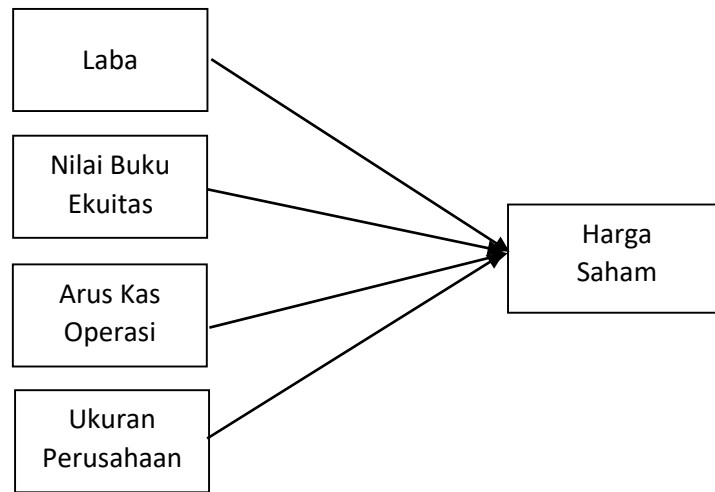 Laba
Nilai Buku
Ekuitas
Arus Kas
Operasi
Ukuran
Perusahaan
Harga
Saham